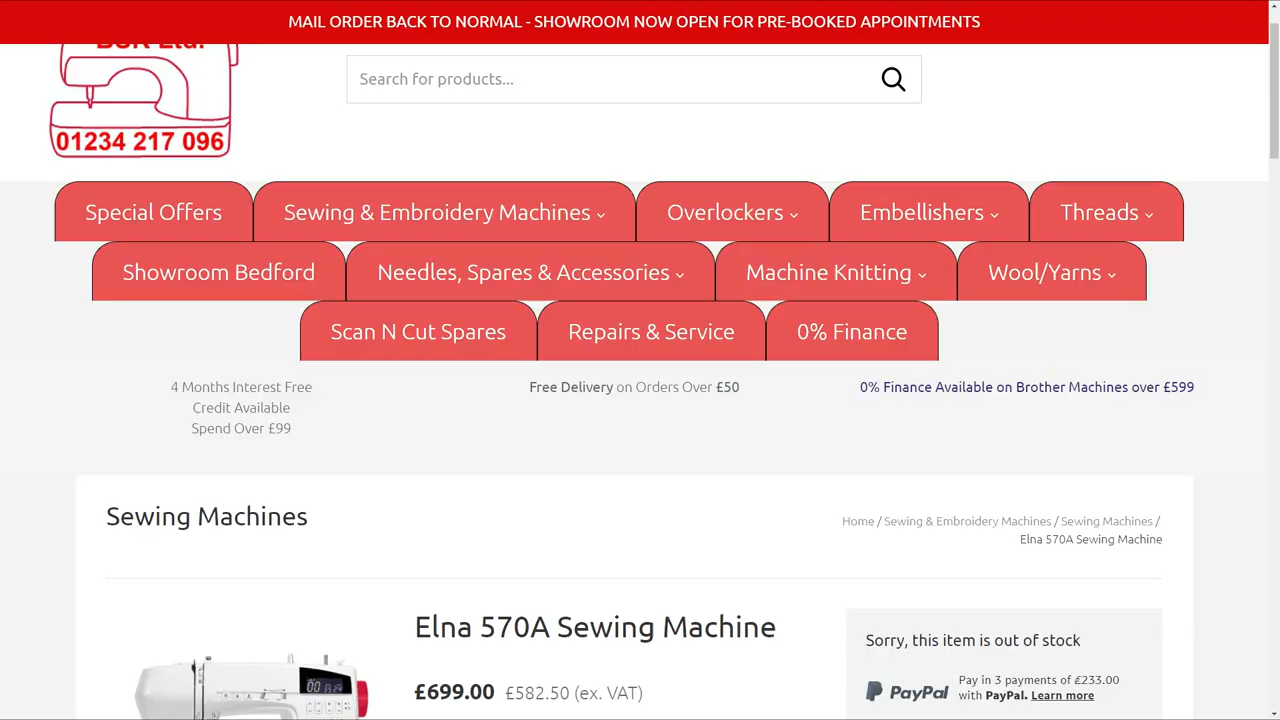 MAIL ORDER BACK TO NORMAL - SHOWROOM NOW OPEN FOR PRE-BOOKED APPOINTMENTS
BSK Ltd.
Search for products...
01234 217 096
Special Offers
Sewing & Embroidery Machines
Overlockers
Embellishers
Threads
Showroom Bedford
Needles, Spares & Accessories
Machine Knitting
Wool/Yarns
Scan N Cut Spares
Repairs & Service
0% Finance
4 Months Interest Free
Credit Available
Spend Over £99
Free Delivery on Orders Over £50
0% Finance Available on Brother Machines over £599
Sewing Machines
Home / Sewing & Embroidery Machines / Sewing Machines /
Elna 570A Sewing Machine
Elna 570A Sewing Machine
£699.00 £582.50 (ex. VAT)
Sorry, this item is out of stock
PayPal
Pay in 3 payments of £233.00
with PayPal. Learn more